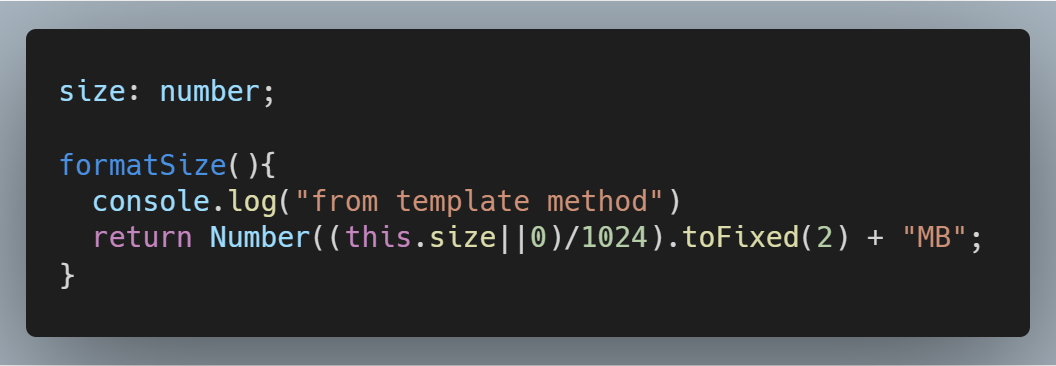 size: number;
formatSize(){
console.log("from template method")
return Number((this.size||0)/1024).toFixed(2) + "MB";
}